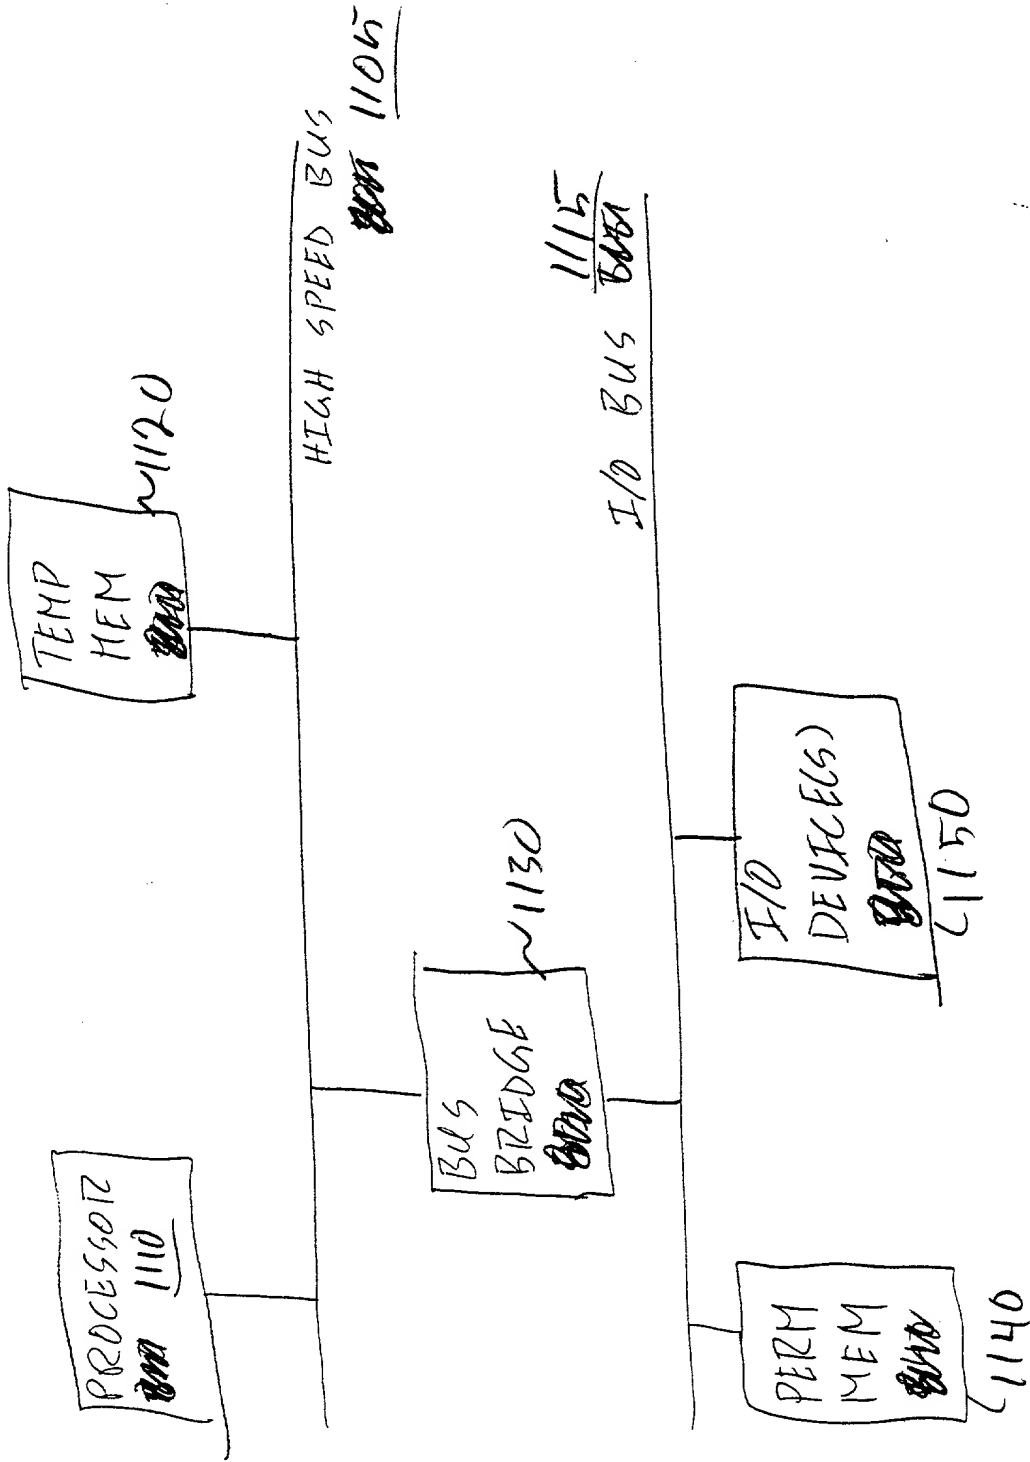 PROCESSOR
1110
TEMP
MEM
1120
HIGH SPEED BUS
1105
BUS
BRIDGE
1130
I/O BUS
1115
PERM
MEM
1140
I/O
DEVICE(S)
1150